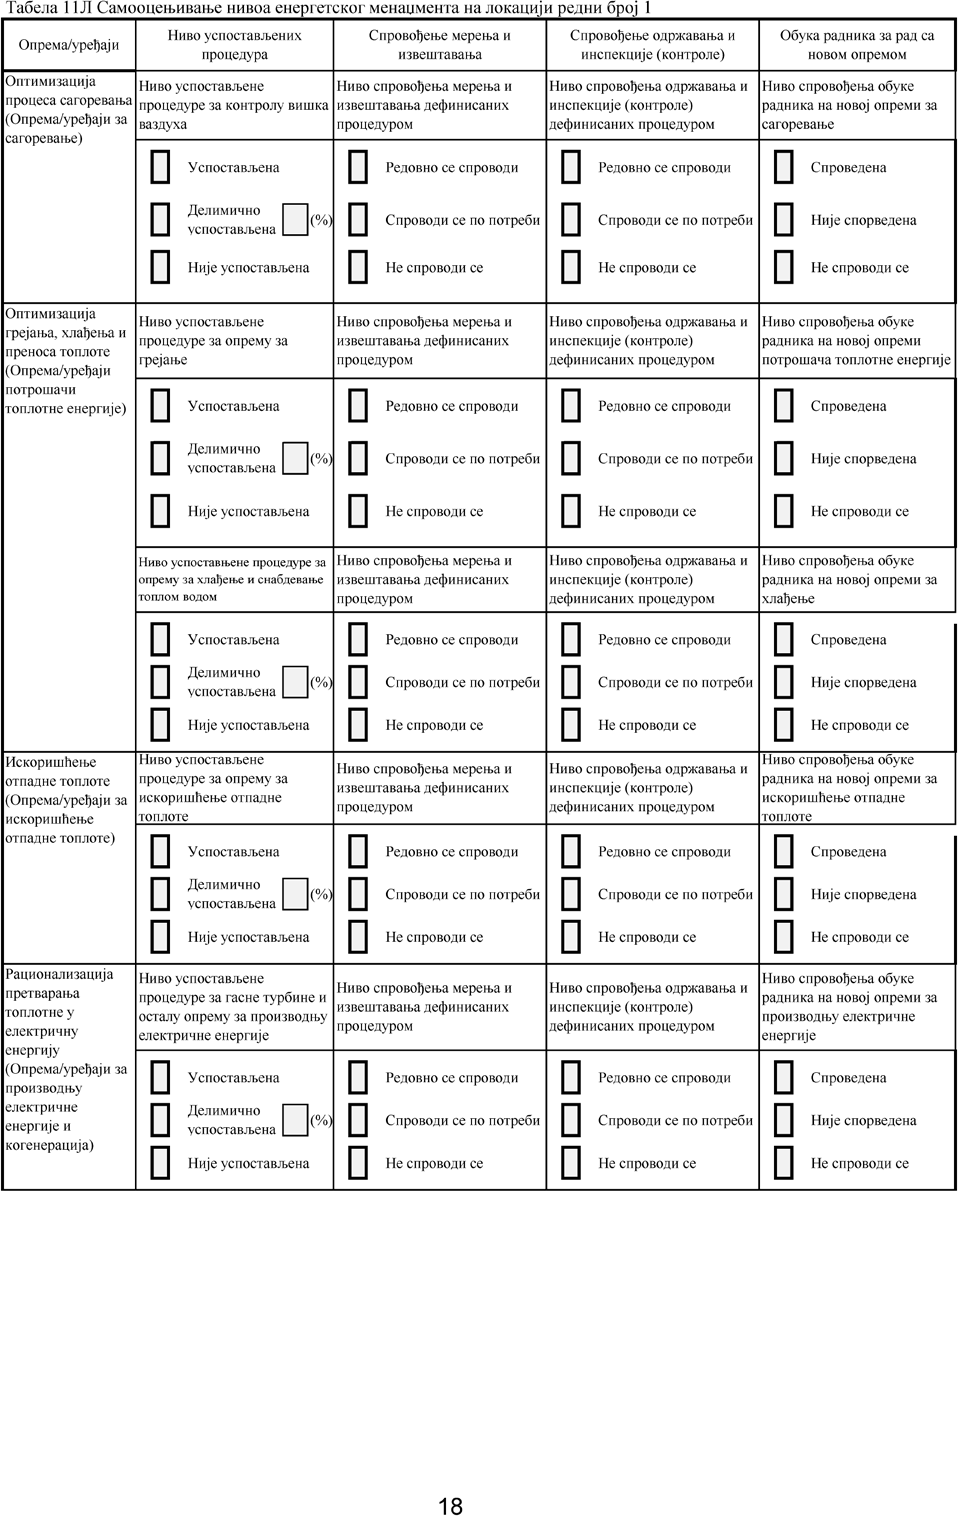 Табела 11Л Самооцењивање нивоа енергетског менаџмента на локацији редни број 1
Опрема/уређаји
Ниво успостављених
процедура
Спровођење мерења и
извештавања
Спровођење одржавања и
инспекције (контроле)
Обука радника за рад са
новом опремом
Оптимизација
процеса сагоревања
(Опрема/уређаји за
сагоревање)
Ниво успостављене
процедуре за контролу вишка
ваздуха
Ниво спровођења мерења и
извештавања дефинисаних
процедуром
Ниво спровођења одржавања и
инспекције (контроле)
дефинисаних процедуром
Ниво спровођења обуке
радника на новој опреми за
сагоревање
Успостављена
Редовно се спроводи
Редовно се спроводи
Спроведена
Делимично
успостављена
(%)
Спроводи се по потреби
Спроводи се по потреби
Није спорведена
Није успостављена
Не спроводи се
Не спроводи се
Не спроводи се
Оптимизација
грејања, хлађења и
преноса топлоте
(Опрема/уређаји
потрошачи
топлотне енергије)
Ниво успостављене
процедуре за опрему за
грејање
Ниво спровођења мерења и
извештавања дефинисаних
процедуром
Ниво спровођења одржавања и
инспекције (контроле)
дефинисаних процедуром
Ниво спровођења обуке
радника на новој опреми
потрошача топлотне енергије
Успостављена
Редовно се спроводи
Редовно се спроводи
Спроведена
Делимично
успостављена
(%)
Спроводи се по потреби
Спроводи се по потреби
Није спорведена
Није успостављена
Не спроводи се
Не спроводи се
Не спроводи се
Ниво успоставњене процедуре за
опрему за хлађење и снабдевање
топлом водом
Ниво спровођења мерења и
извештавања дефинисаних
процедуром
Ниво спровођења одржавања и
инспекције (контроле)
дефинисаних процедуром
Ниво спровођења обуке
радника на новој опреми за
хлађење
Успостављена
Редовно се спроводи
Редовно се спроводи
Спроведена
Делимично
успостављена
(%)
Спроводи се по потреби
Спроводи се по потреби
Није спорведена
Није успостављена
Не спроводи се
Не спроводи се
Не спроводи се
Искоришћење
отпадне топлоте
(Опрема/уређаји за
искоришћење
отпадне топлоте)
Ниво успостављене
процедуре за опрему за
искоришћење отпадне
топлоте
Ниво спровођења мерења и
извештавања дефинисаних
процедуром
Ниво спровођења одржавања и
инспекције (контроле)
дефинисаних процедуром
Ниво спровођења обуке
радника на новој опреми за
искоришћење отпадне
топлоте
Успостављена
Редовно се спроводи
Редовно се спроводи
Спроведена
Делимично
успостављена
(%)
Спроводи се по потреби
Спроводи се по потреби
Није спорведена
Није успостављена
Не спроводи се
Не спроводи се
Не спроводи се
Рационализација
претварања
топлотне у
електричну
енергију
(Опрема/уређаји за
производњу
електричне
енергије и
когенерација)
Ниво успостављене
процедуре за гасне турбине и
осталу опрему за производњу
електричне енергије
Ниво спровођења мерења и
извештавања дефинисаних
процедуром
Ниво спровођења одржавања и
инспекције (контроле)
дефинисаних процедуром
Ниво спровођења обуке
радника на новој опреми за
производњу електричне
енергије
Успостављена
Редовно се спроводи
Редовно се спроводи
Спроведена
Делимично
успостављена
(%)
Спроводи се по потреби
Спроводи се по потреби
Није спорведена
Није успостављена
Не спроводи се
Не спроводи се
Не спроводи се
18